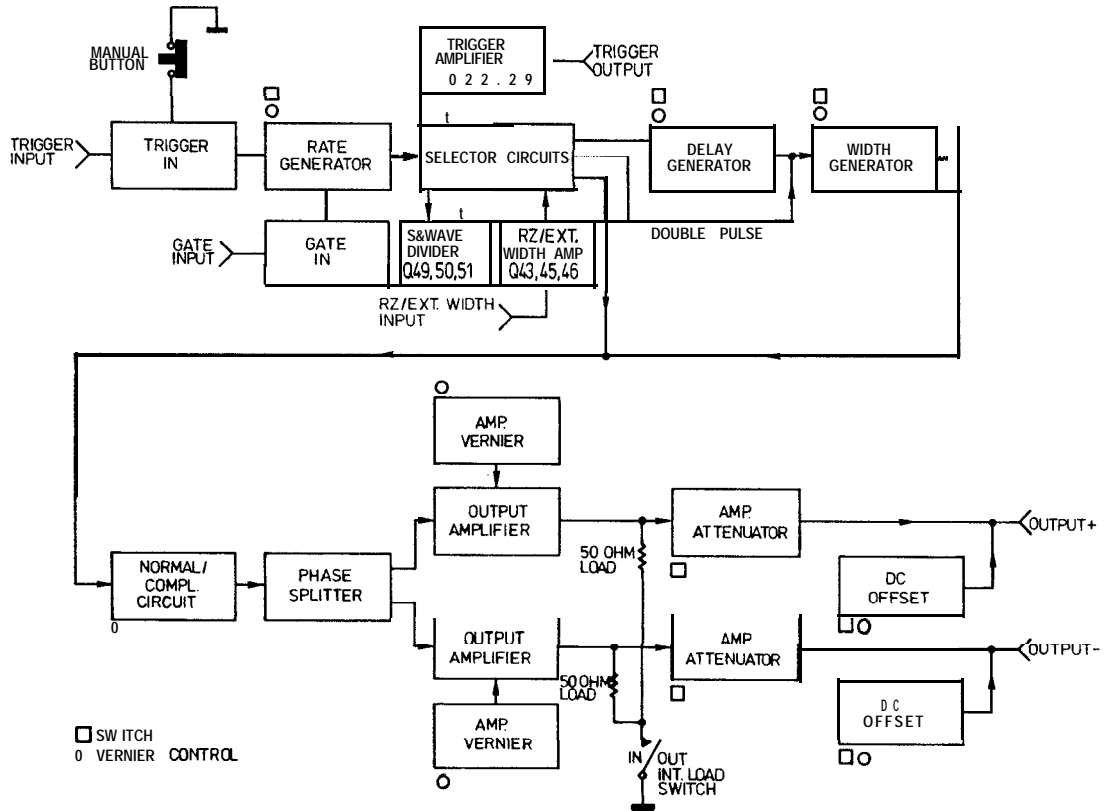 MANUAL
BUTTON
TRIGGER
AMPLIFIER
022.29
TRIGGER
OUTPUT
TRIGGER
INPUT
TRIGGER
IN
RATE
GENERATOR
t
SELECTOR CIRCUITS
DELAY
GENERATOR
WIDTH
GENERATOR
GATE
INPUT
GATE
IN
t
S&WAVE
DIVIDER
Q49,50,51
RZ/EXT.
WIDTH AMP
Q43,45,46
DOUBLE PULSE
RZ/EXT. WIDTH
INPUT
AMP.
VERNIER
OUTPUT
AMPLIFIER
AMP.
ATTENUATOR
OUTPUT+
50 OHM
LOAD
NORMAL/
COMPL.
CIRCUIT
0
PHASE
SPLITTER
DC
OFFSET
OUTPUT
AMPLIFIER
AMP
ATTENUATOR
OUTPUT-
50 OHM
LOAD
AMP.
VERNIER
DC
OFFSET
SWITCH
0 VERNIER CONTROL
IN
OUT
INT. LOAD
SWITCH